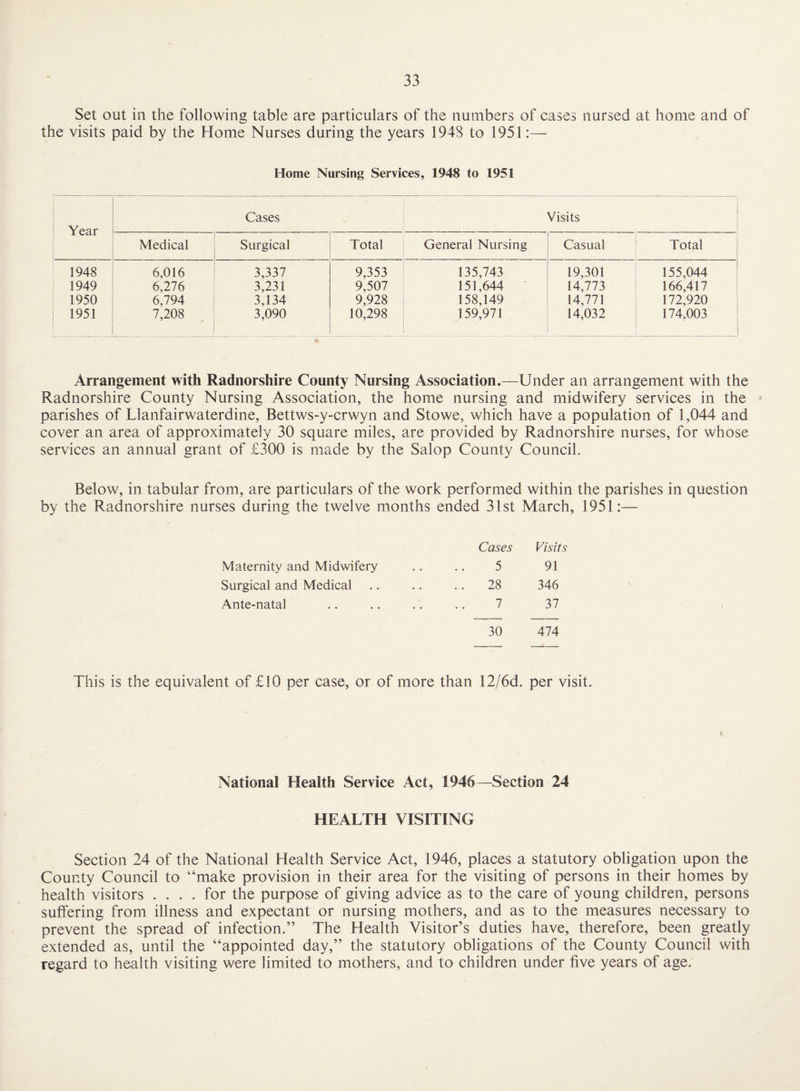 33
Set out in the following table are particulars of the numbers of cases nursed at home and of
the visits paid by the Home Nurses during the years 1948 to 1951:—
Home Nursing Services, 1948 to 1951
Year Cases Visits
Medical Surgical Total General Nursing Casual Total
1948 6,016 3,337 9,353 135,743 19,301 155,044
1949 6,276 3,231 9,507 151,644 14,773 166,417
1950 6,794 3,134 9,928 158,149 14,771 172,920
1951 7,208 3,090 10,298 159,971 14,032 174,003
Arrangement with Radnorshire County Nursing Association.—Under an arrangement with the
Radnorshire County Nursing Association, the home nursing and midwifery services in the
parishes of Llanfairwaterdine, Bettws-y-crwyn and Stowe, which have a population of 1,044 and
cover an area of approximately 30 square miles, are provided by Radnorshire nurses, for whose
services an annual grant of £300 is made by the Salop County Council.
Below, in tabular from, are particulars of the work performed within the parishes in question
by the Radnorshire nurses during the twelve months ended 31st March, 1951:—
Cases Visits
Maternity and Midwifery .. .. 5 91
Surgical and Medical .. .. .. 28 346
Ante-natal .. .. .. .. 7 37
30 474
This is the equivalent of £10 per case, or of more than 12/6d. per visit.
National Health Service Act, 1946—Section 24
HEALTH VISITING
Section 24 of the National Health Service Act, 1946, places a statutory obligation upon the
County Council to “make provision in their area for the visiting of persons in their homes by
health visitors . . . . for the purpose of giving advice as to the care of young children, persons
suffering from illness and expectant or nursing mothers, and as to the measures necessary to
prevent the spread of infection.” The Health Visitor’s duties have, therefore, been greatly
extended as, until the “appointed day,” the statutory obligations of the County Council with
regard to health visiting were limited to mothers, and to children under five years of age.